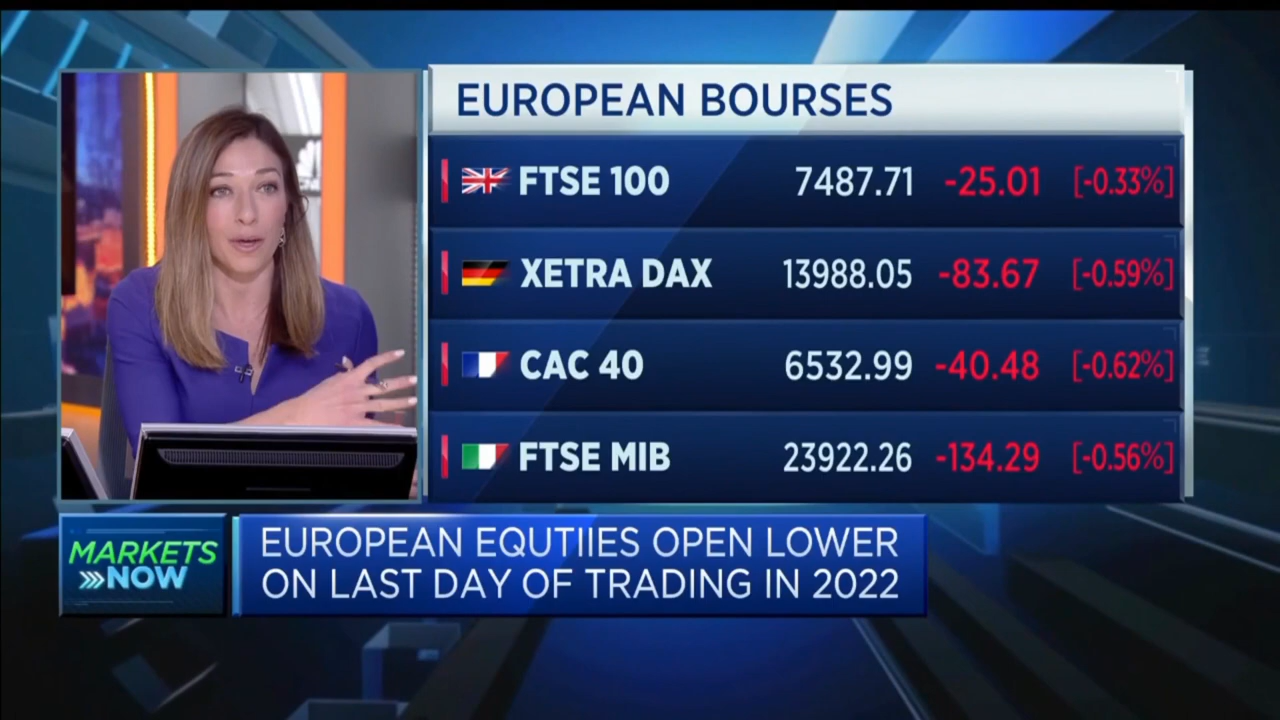 EUROPEAN BOURSES
FTSE 100 7487.71 -25.01 [-0.33%]
XETRA DAX 13988.05 -83.67 [-0.59%]
CAC 40 6532.99 -40.48 [-0.62%]
FTSE MIB 23922.26 -134.29 [-0.56%]
MARKETS
NOW
EUROPEAN EQUTIIES OPEN LOWER
ON LAST DAY OF TRADING IN 2022